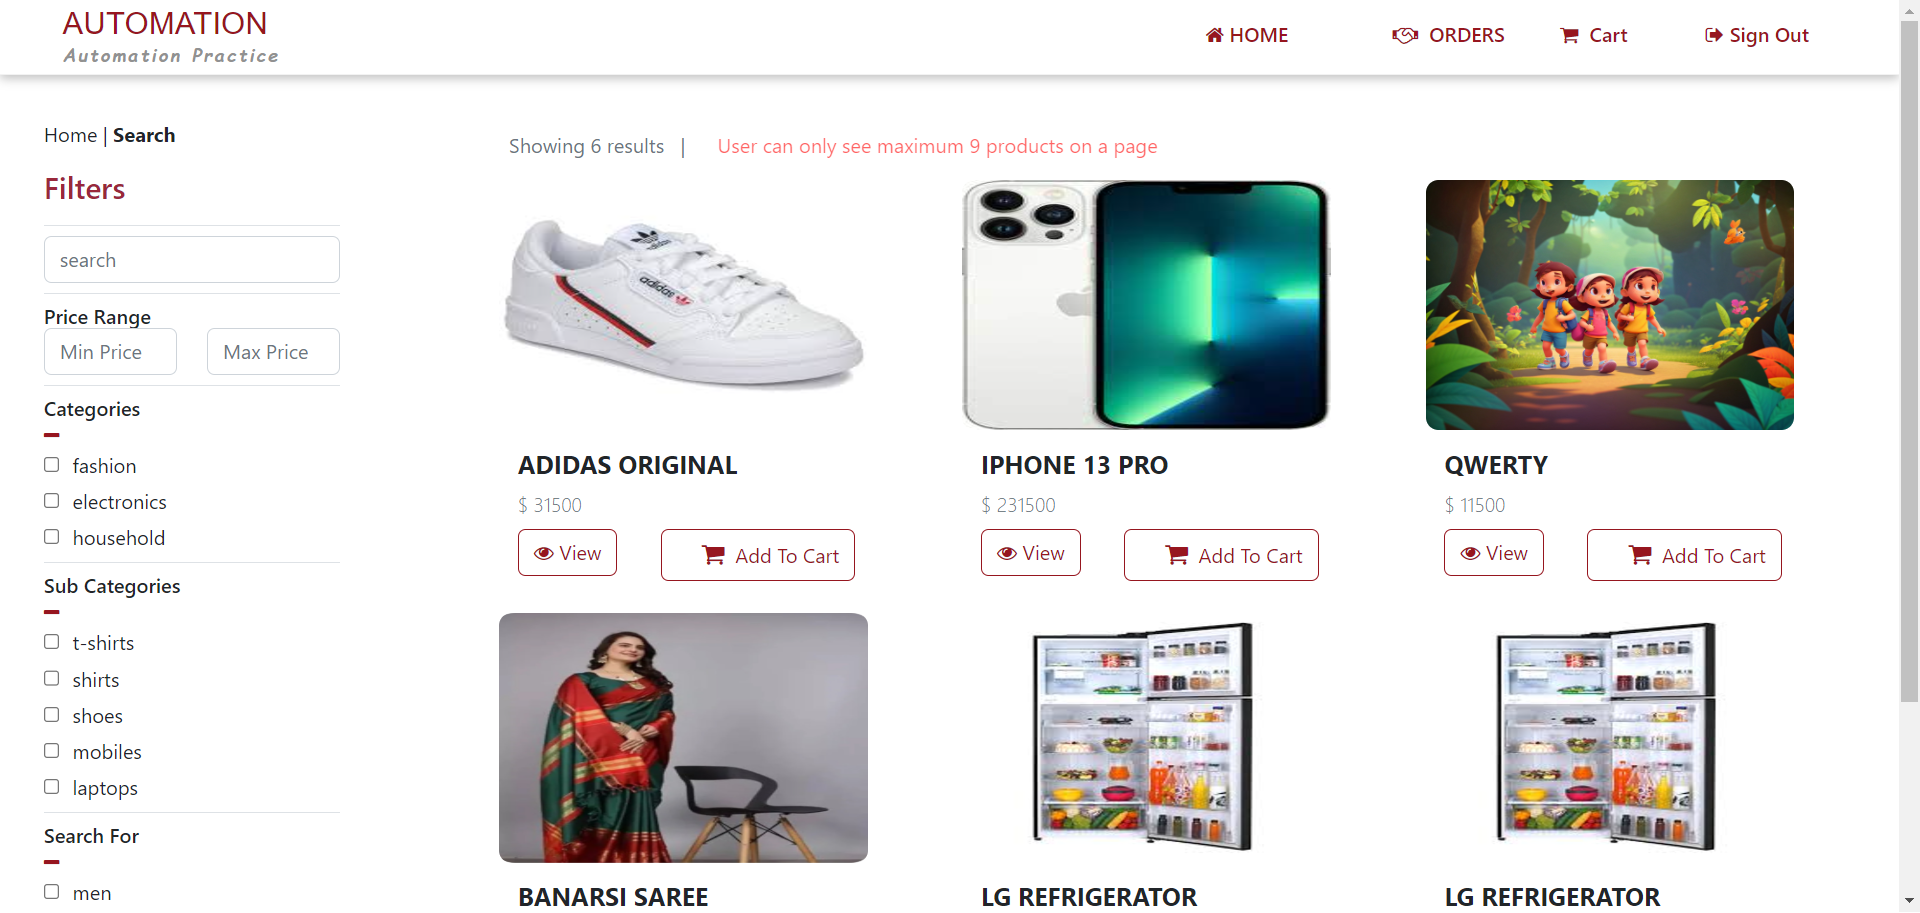 AUTOMATION
Automation Practice
HOME
ORDERS
Cart
Sign Out
Home | Search
Filters
search
Price Range
Min Price
Max Price
Categories
fashion
electronics
household
Sub Categories
t-shirts
shirts
shoes
mobiles
laptops
Search For
men
Showing 6 results | User can only see maximum 9 products on a page
adidas
adidas
ADIDAS ORIGINAL
$ 31500
View
Add To Cart
IPHONE 13 PRO
$ 231500
View
Add To Cart
QWERTY
$ 11500
View
Add To Cart
BANARSI SAREE
LG REFRIGERATOR
LG REFRIGERATOR